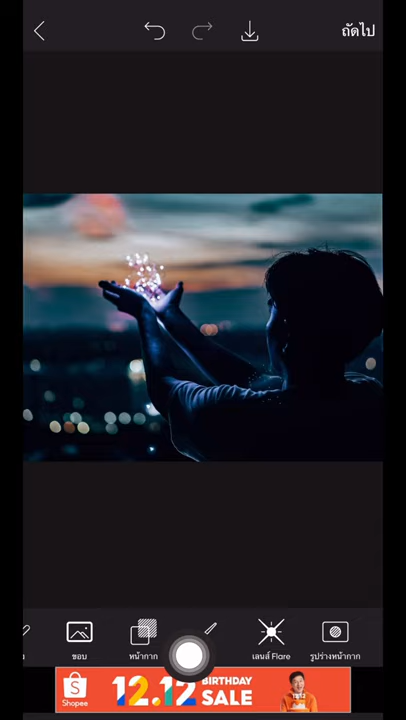 ถัดไป
ขอบ
หน้ากาก
เลนส์ Flare
รูปร่างหน้ากาก
Shopee
12.12 BIRTHDAY SALE